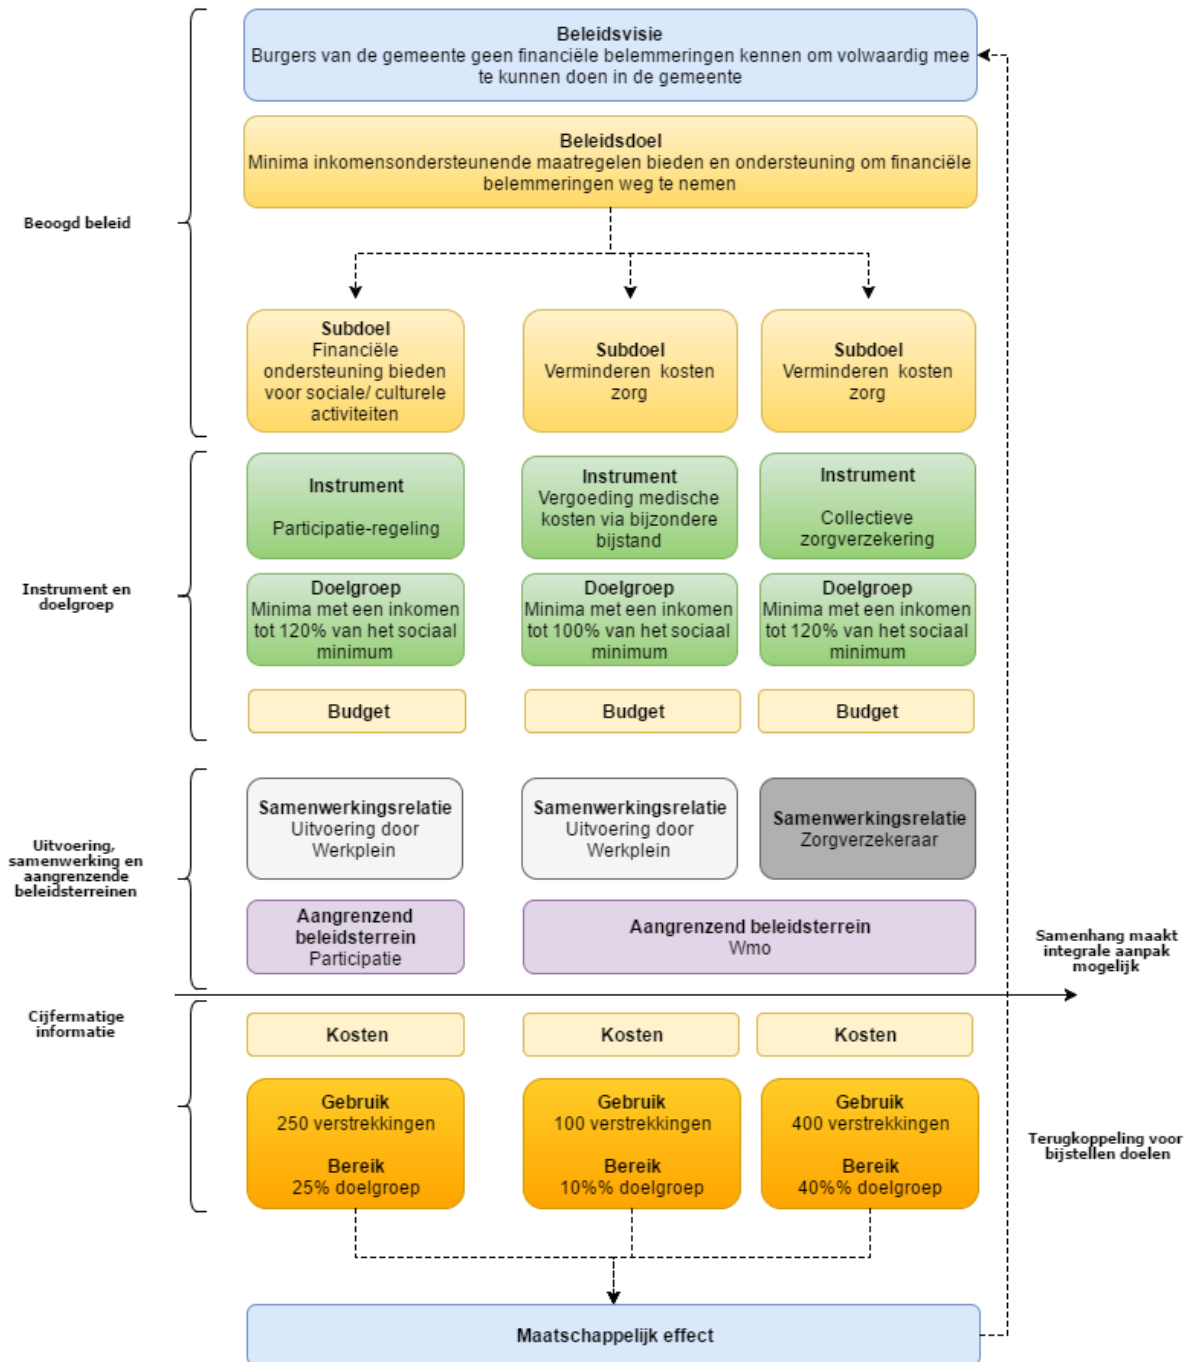 Beleidsvisie
Burgers van de gemeente geen financiële belemmeringen kennen om volwaardig mee
te kunnen doen in de gemeente
Beleidsdoel
Minima inkomensondersteunende maatregelen bieden en ondersteuning om financiële
belemmeringen weg te nemen
Beoogd beleid
Subdoel
Financiële
ondersteuning bieden
voor sociale/ culturele
activiteiten
Subdoel
Verminderen kosten
zorg
Subdoel
Verminderen kosten
zorg
Instrument en
doelgroep
Instrument
Participatie-regeling
Instrument
Vergoeding medische
kosten via bijzondere
bijstand
Instrument
Collectieve
zorgverzekering
Doelgroep
Minima met een inkomen
tot 120% van het sociaal
minimum
Doelgroep
Minima met een inkomen
tot 100% van het sociaal
minimum
Doelgroep
Minima met een inkomen
tot 120% van het sociaal
minimum
Budget
Budget
Budget
Uitvoering,
samenwerking en
aangrenzende
beleidsterreinen
Samenwerkingsrelatie
Uitvoering door
Werkplein
Samenwerkingsrelatie
Uitvoering door
Werkplein
Samenwerkingsrelatie
Zorgverzekeraar
Aangrenzend
beleidsterrein
Participatie
Aangrenzend beleidsterrein
Wmo
Samenhang maakt
integrale aanpak
mogelijk
Cijfermatige
informatie
Kosten
Kosten
Kosten
Gebruik
250 verstrekkingen
Bereik
25% doelgroep
Gebruik
100 verstrekkingen
Bereik
10%% doelgroep
Gebruik
400 verstrekkingen
Bereik
40%% doelgroep
Terugkoppeling voor
bijstellen doelen
Maatschappelijk effect